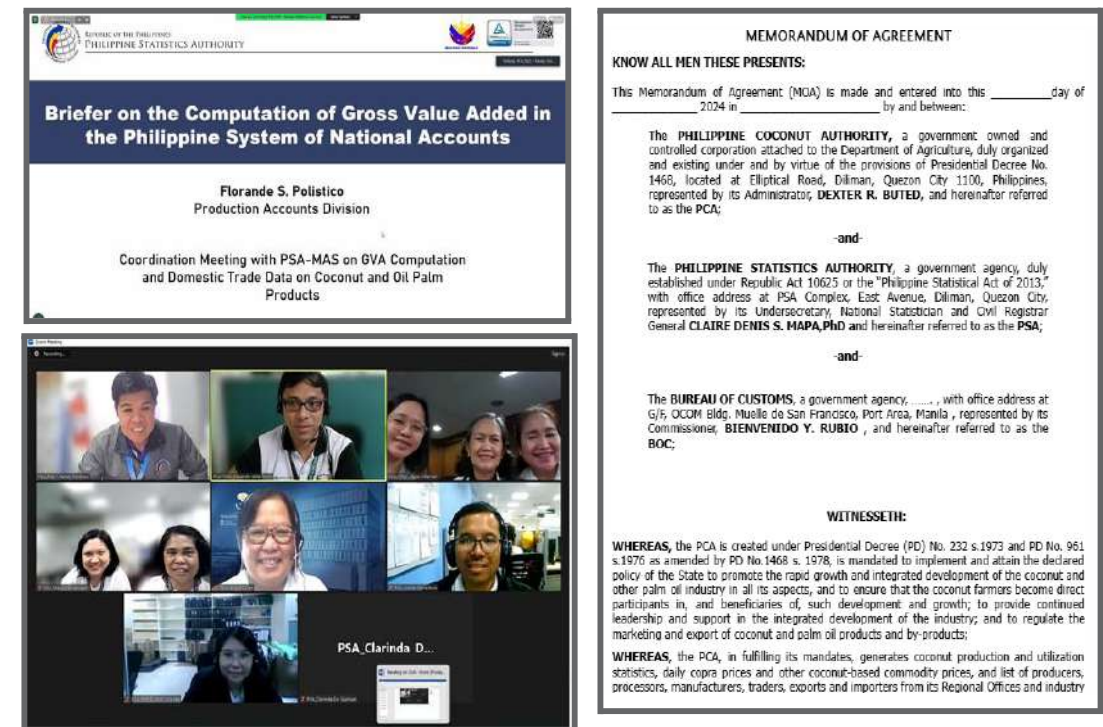 REPUBLIC OF THE PHILIPPINES
PHILIPPINE STATISTICS AUTHORITY
Briefer on the Computation of Gross Value Added in
the Philippine System of National Accounts
Florande S. Polistico
Production Accounts Division
Coordination Meeting with PSA-MAS on GVA Computation
and Domestic Trade Data on Coconut and Oil Palm
Products
Zoom Meeting
Recording...
PSA_Clarinda D...
MEMORANDUM OF AGREEMENT
KNOW ALL MEN THESE PRESENTS:
This Memorandum of Agreement (MOA) is made and entered into this ________ day of
____________ 2024 in ____________________ by and between:
The PHILIPPINE COCONUT AUTHORITY, a government owned and
controlled corporation attached to the Department of Agriculture, duly organized
and existing under and by virtue of the provisions of Presidential Decree No.
1468, located at Elliptical Road, Diliman, Quezon City 1100, Philippines,
represented by its Administrator, DEXTER R. BUTED, and hereinafter referred
to as the PCA;
-and-
The PHILIPPINE STATISTICS AUTHORITY, a government agency, duly
established under Republic Act 10625 or the "Philippine Statistical Act of 2013,"
with office address at PSA Complex, East Avenue, Diliman, Quezon City,
represented by its Undersecretary, National Statistician and Civil Registrar
General CLAIRE DENIS S. MAPA,PhD and hereinafter referred to as the PSA;
-and-
The BUREAU OF CUSTOMS, a government agency, ...... , with office address at
G/F, OCOM Bldg. Muelle de San Francisco, Port Area, Manila , represented by its
Commissioner, BIENVENIDO Y. RUBIO , and hereinafter referred to as the
BOC;
WITNESSETH:
WHEREAS, the PCA is created under Presidential Decree (PD) No. 232 s.1973 and PD No. 961
s.1976 as amended by PD No.1468 s. 1978, is mandated to implement and attain the declared
policy of the State to promote the rapid growth and integrated development of the coconut and
other palm oil industry in all its aspects, and to ensure that the coconut farmers become direct
participants in, and beneficiaries of, such development and growth; to provide continued
leadership and support in the integrated development of the industry; and to regulate the
marketing and export of coconut and palm oil products and by-products;
WHEREAS, the PCA, in fulfilling its mandates, generates coconut production and utilization
statistics, daily copra prices and other coconut-based commodity prices, and list of producers,
processors, manufacturers, traders, exports and importers from its Regional Offices and industry